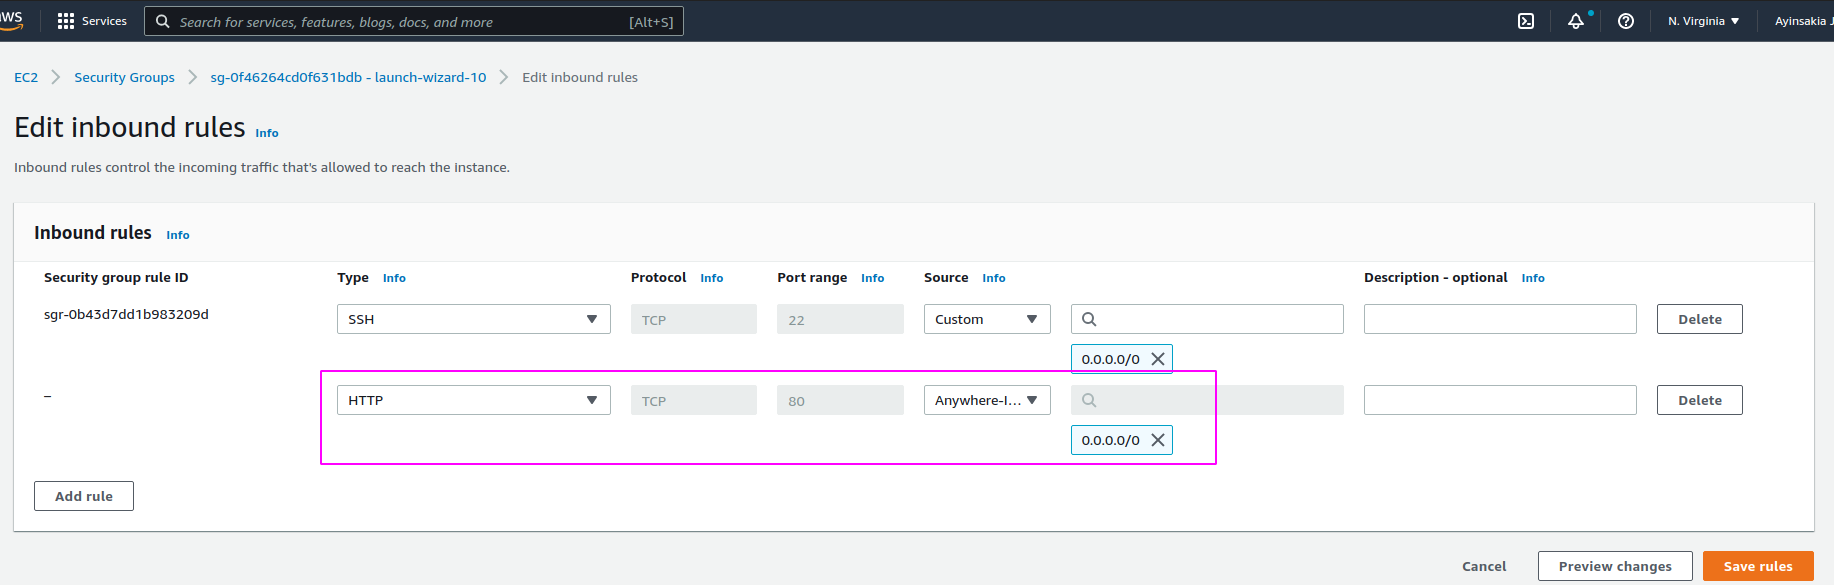 aws Services Search for services, features, blogs, docs, and more [Alt+S] N. Virginia Ayinsakia J
EC2 Security Groups sg-0f46264cd0f631bdb - launch-wizard-10 Edit inbound rules
Edit inbound rules Info
Inbound rules control the incoming traffic that's allowed to reach the instance.
Inbound rules Info
Security group rule ID Type Info Protocol Info Port range Info Source Info Description - optional Info
sgr-0b43d7dd1b983209d SSH TCP 22 Custom Delete
0.0.0.0/0
– HTTP TCP 80 Anywhere-I... Delete
0.0.0.0/0
Add rule
Cancel Preview changes Save rules